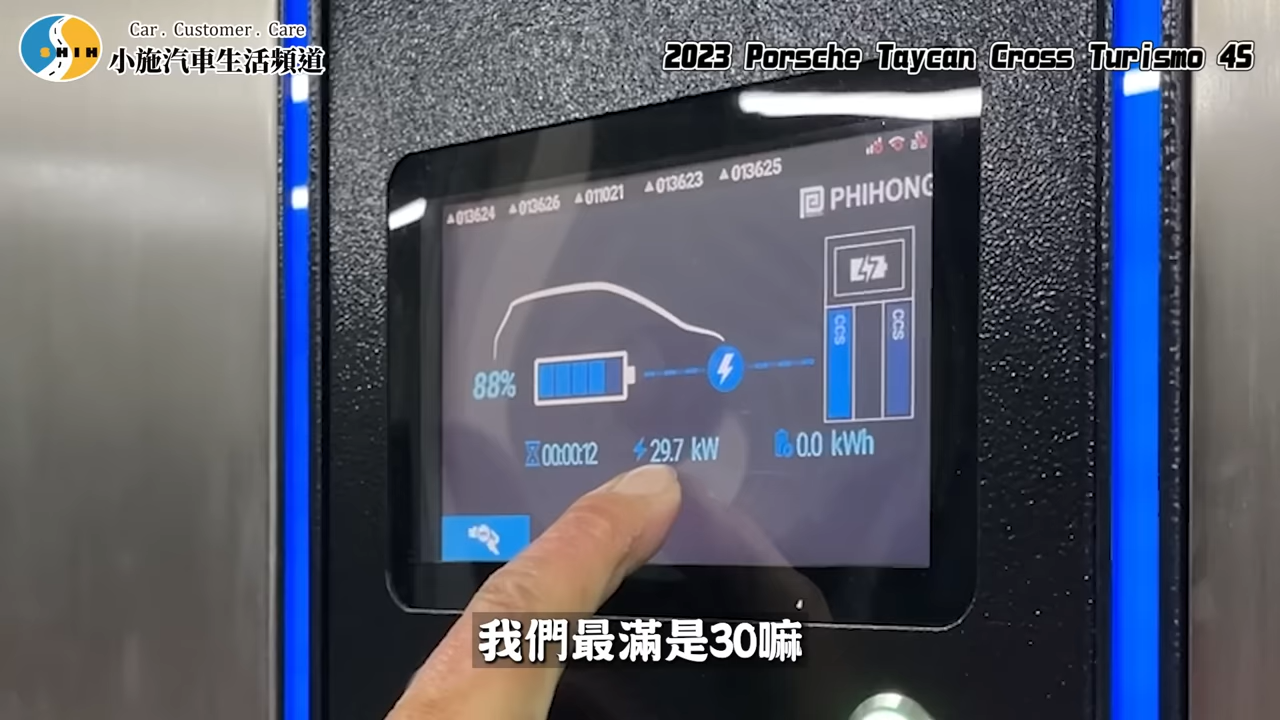 Car. Customer. Care
SHIH
小施汽車生活頻道
2023 Porsche Taycan Cross Turismo 4S
▲013624 ▲013626 ▲011021 ▲013623 ▲013625
PHIHONG
CCS CCS
88%
00:00:12 29.7 kW 0.0 kWh
我們最滿是30嘛